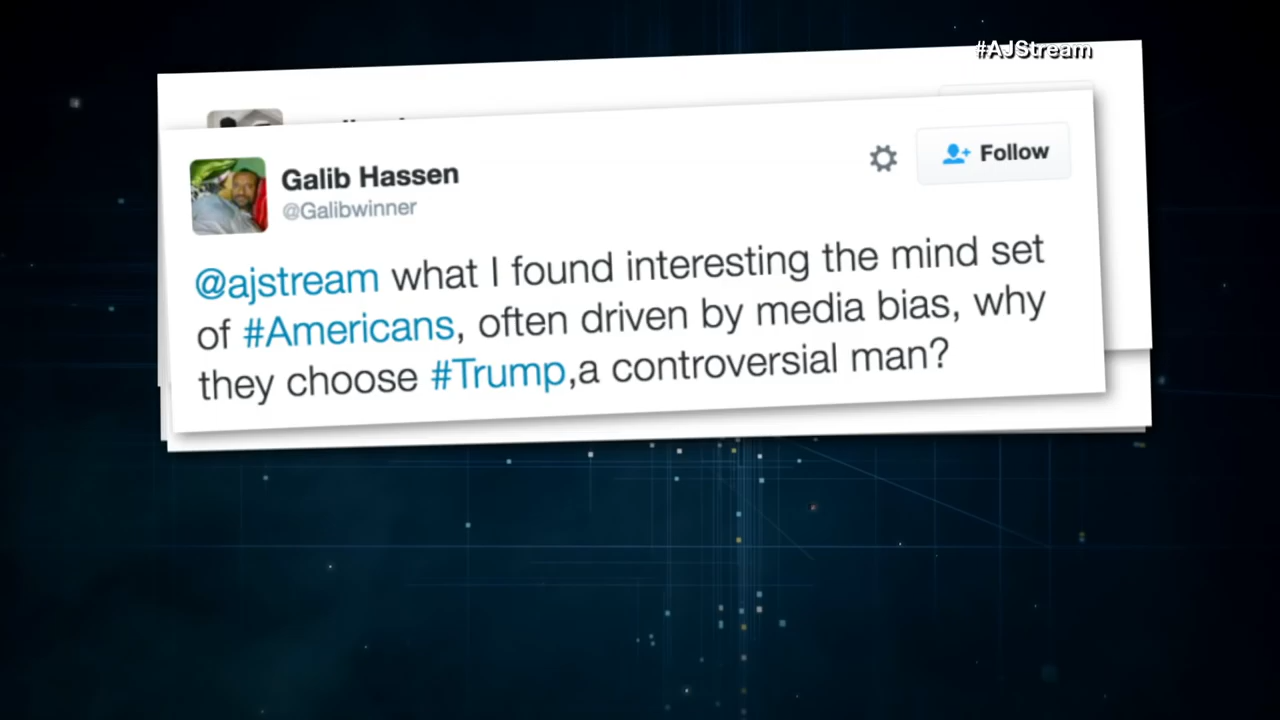 #AJStream
Galib Hassen
Follow
@Galibwinner
@ajstream what I found interesting the mind set
of #Americans, often driven by media bias, why
they choose #Trump,a controversial man?